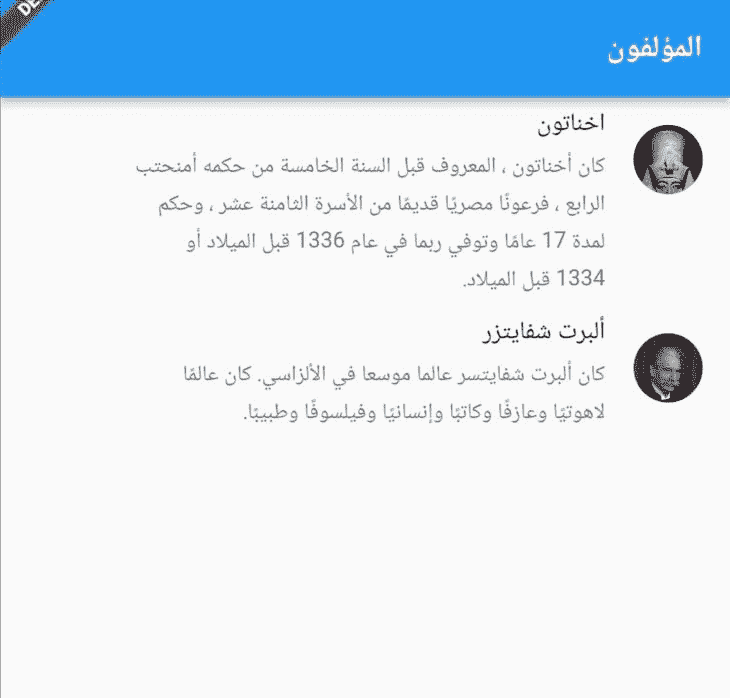 المؤلفون
اخناتون
كان أخناتون ، المعروف قبل السنة الخامسة من حكمه أمنحتب
الرابع ، فرعونًا مصريًا قديمًا من الأسرة الثامنة عشر ، وحكم
لمدة 17 عامًا وتوفي ربما في عام 1336 قبل الميلاد أو
1334 قبل الميلاد.
ألبرت شفايتزر
كان ألبرت شفايتسر عالما موسعا في الألزاسي. كان عالمًا
لاهوتيًا وعازفًا وكاتبًا وإنسانيًا وفيلسوفًا وطبيبًا.